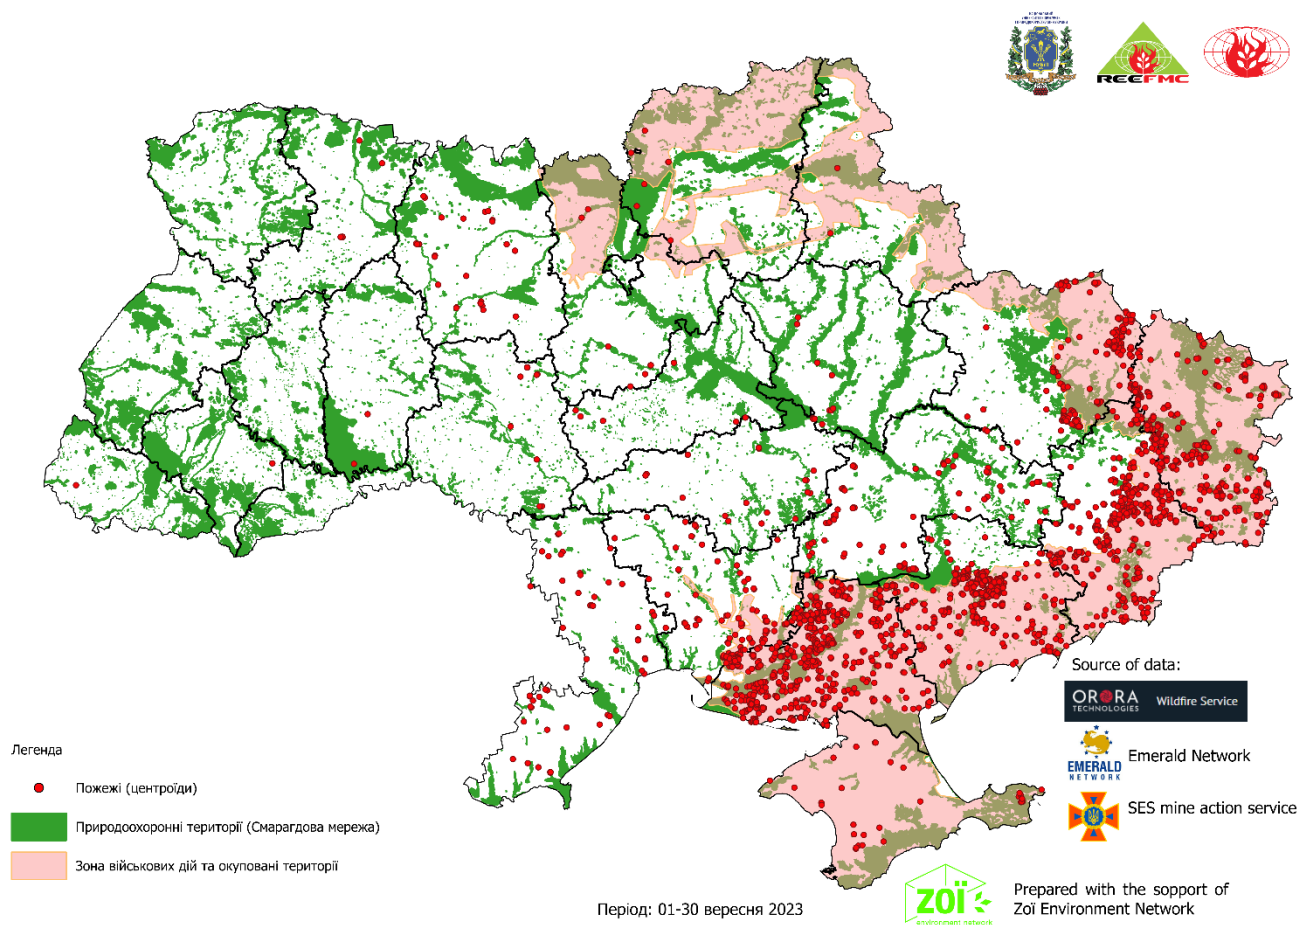 REEFMC
Source of data:
ORORA
TECHNOLOGIES
Wildfire Service
EMERALD
NETWORK
Emerald Network
SES mine action service
Легенда
Пожежі (центроїди)
Природоохоронні території (Смарагдова мережа)
Зона військових дій та окуповані території
Період: 01-30 вересня 2023
zoï
environment network
Prepared with the sopport of
Zoï Environment Network